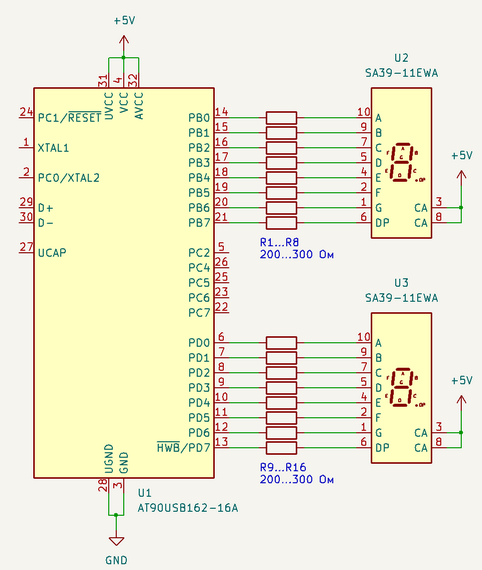 +5V
31
4
32
UVCC
VCC
AVCC
24 PC1/RESET
1 XTAL1
2 PC0/XTAL2
29 D+
30 D-
27 UCAP
PB0 14
PB1 15
PB2 16
PB3 17
PB4 18
PB5 19
PB6 20
PB7 21
PC2 5
PC4 26
PC5 25
PC6 23
PC7 22
PD0 6
PD1 7
PD2 8
PD3 9
PD4 10
PD5 11
PD6 12
HWB/PD7 13
UGND
GND
28
3
U1
AT90USB162-16A
GND
R1...R8
200...300 Ом
U2
SA39-11EWA
10 A
9 B
7 C
5 D
4 E
2 F
1 G
6 DP
A
F
B
G
E
C
D
.DP
CA 3
CA 8
+5V
R9...R16
200...300 Ом
U3
SA39-11EWA
10 A
9 B
7 C
5 D
4 E
2 F
1 G
6 DP
A
F
B
G
E
C
D
.DP
CA 3
CA 8
+5V